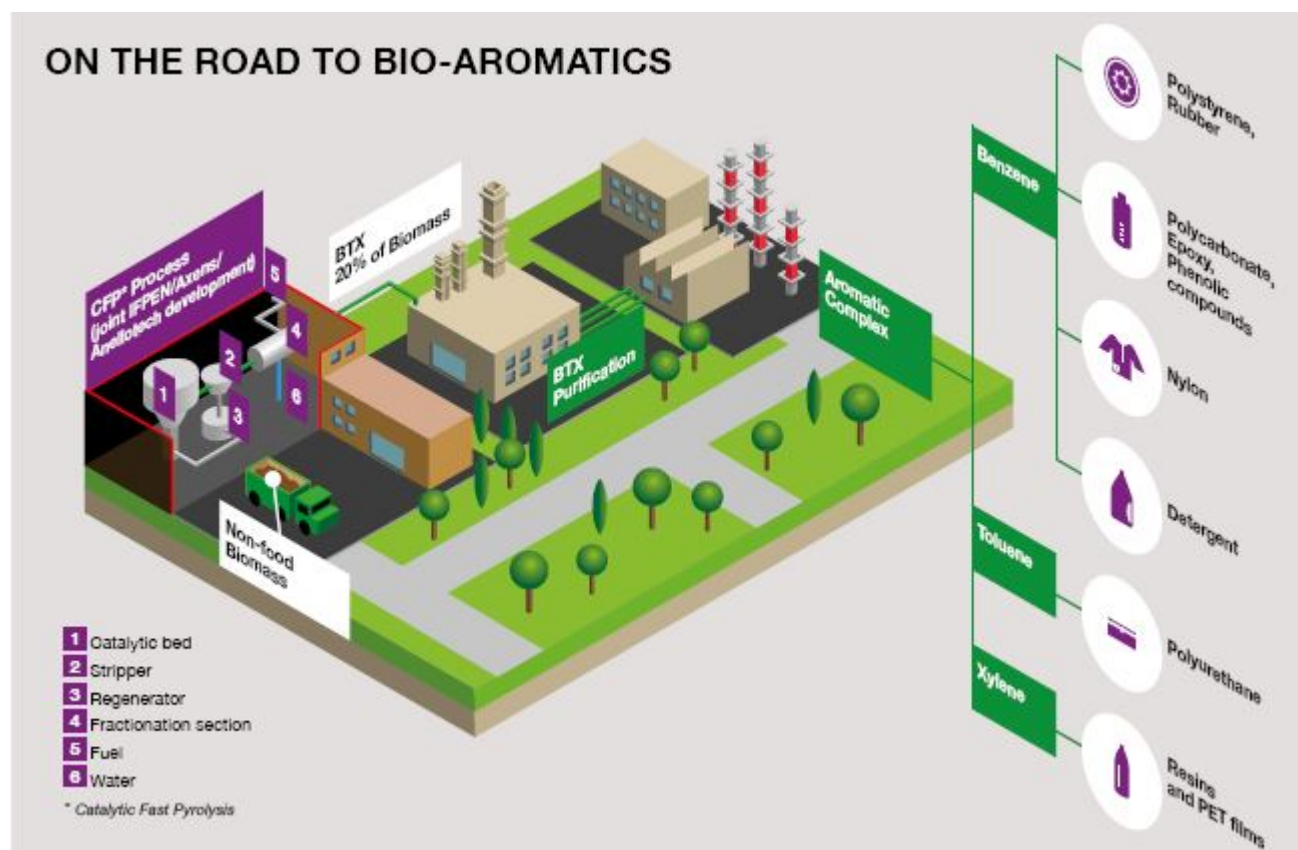 ON THE ROAD TO BIO-AROMATICS
CFP* Process
(joint IFPEN/Axens/
Anellotech development)
BTX
20% of Biomass
1
2
3
4
5
6
Non-food
Biomass
BTX
Purification
Aromatic
Complex
Benzene
Polystyrene,
Rubber
Polycarbonate,
Epoxy,
Phenolic
compounds
Nylon
Detergent
Toluene
Polyurethane
Xylene
Resins
and PET films
1 Catalytic bed
2 Stripper
3 Regenerator
4 Fractionation section
5 Fuel
6 Water
* Catalytic Fast Pyrolysis